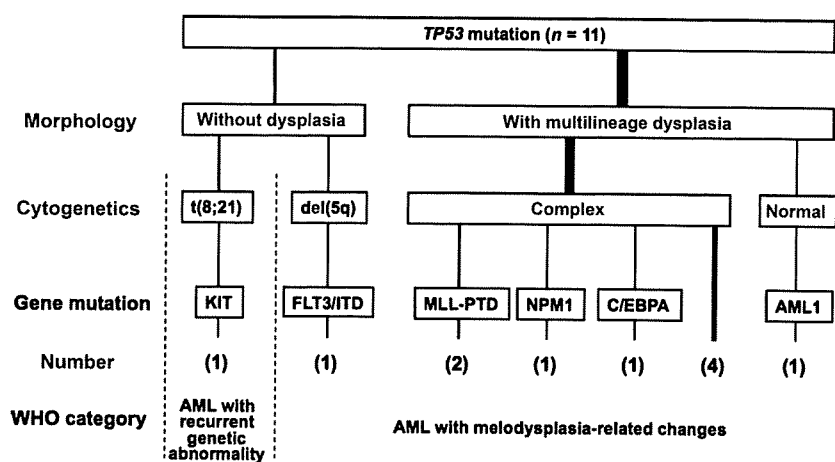 TP53 mutation (n = 11)
Morphology
Without dysplasia
With multilineage dysplasia
Cytogenetics
t(8;21)
del(5q)
Complex
Normal
Gene mutation
KIT
FLT3/ITD
MLL-PTD
NPM1
C/EBPA
AML1
Number
(1)
(1)
(2)
(1)
(1)
(4)
(1)
WHO category
AML with
recurrent
genetic
abnormality
AML with melodysplasia-related changes